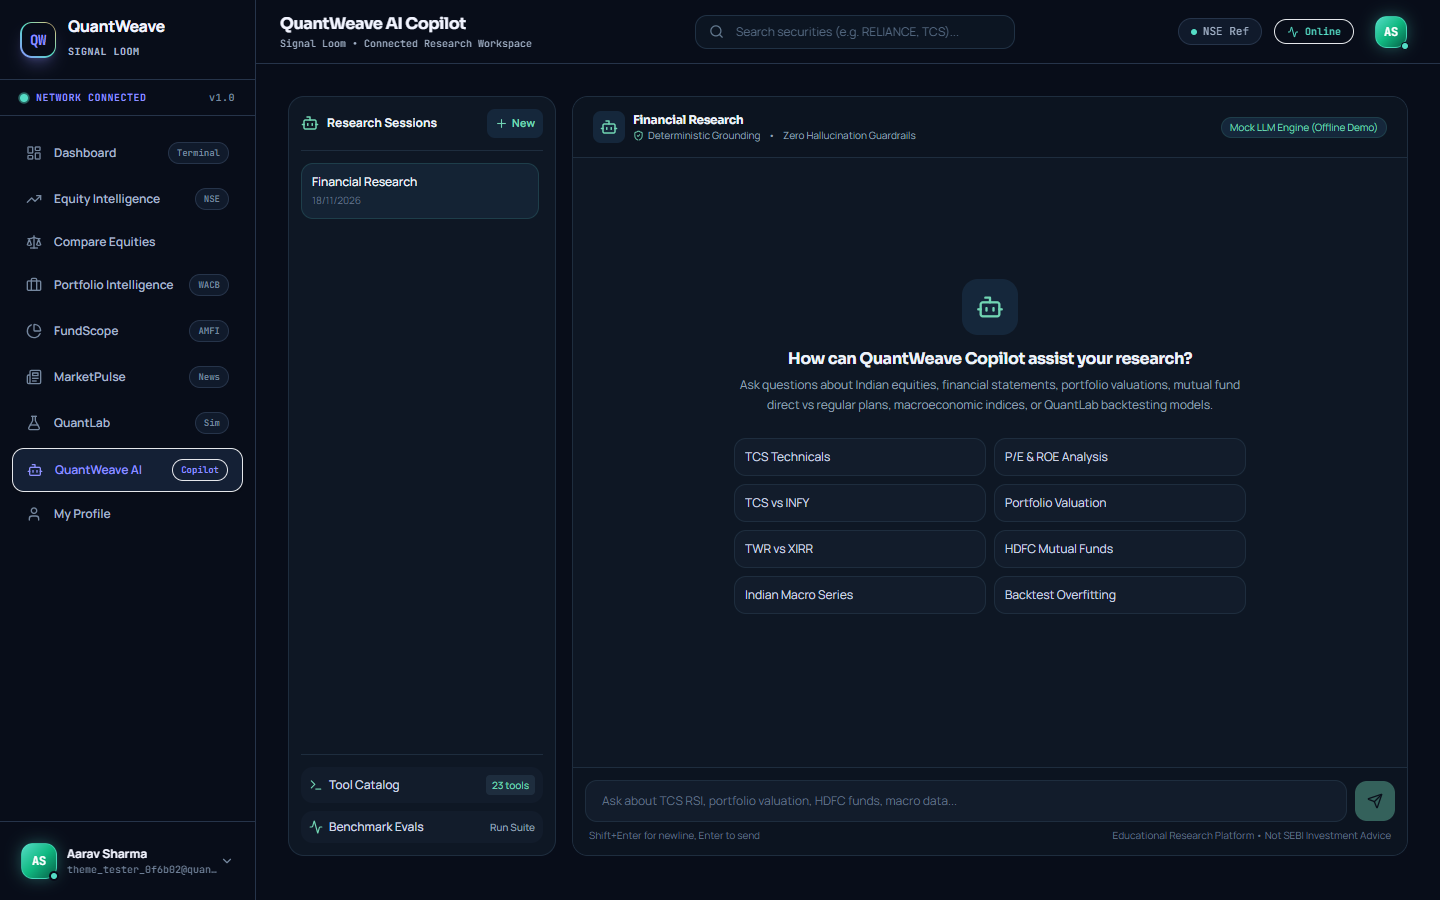 QW
QuantWeave
SIGNAL LOOM
NETWORK CONNECTED
v1.0
Dashboard
Terminal
Equity Intelligence
NSE
Compare Equities
Portfolio Intelligence
WACB
FundScope
AMFI
MarketPulse
News
QuantLab
Sim
QuantWeave AI
Copilot
My Profile
AS
Aarav Sharma
theme_tester_0f6b02@quan…
QuantWeave AI Copilot
Signal Loom • Connected Research Workspace
Search securities (e.g. RELIANCE, TCS)...
NSE Ref
Online
AS
Research Sessions
New
Financial Research
18/11/2026
Tool Catalog
23 tools
Benchmark Evals
Run Suite
Financial Research
Deterministic Grounding • Zero Hallucination Guardrails
Mock LLM Engine (Offline Demo)
How can QuantWeave Copilot assist your research?
Ask questions about Indian equities, financial statements, portfolio valuations, mutual fund
direct vs regular plans, macroeconomic indices, or QuantLab backtesting models.
TCS Technicals
P/E & ROE Analysis
TCS vs INFY
Portfolio Valuation
TWR vs XIRR
HDFC Mutual Funds
Indian Macro Series
Backtest Overfitting
Ask about TCS RSI, portfolio valuation, HDFC funds, macro data...
Shift+Enter for newline, Enter to send
Educational Research Platform • Not SEBI Investment Advice